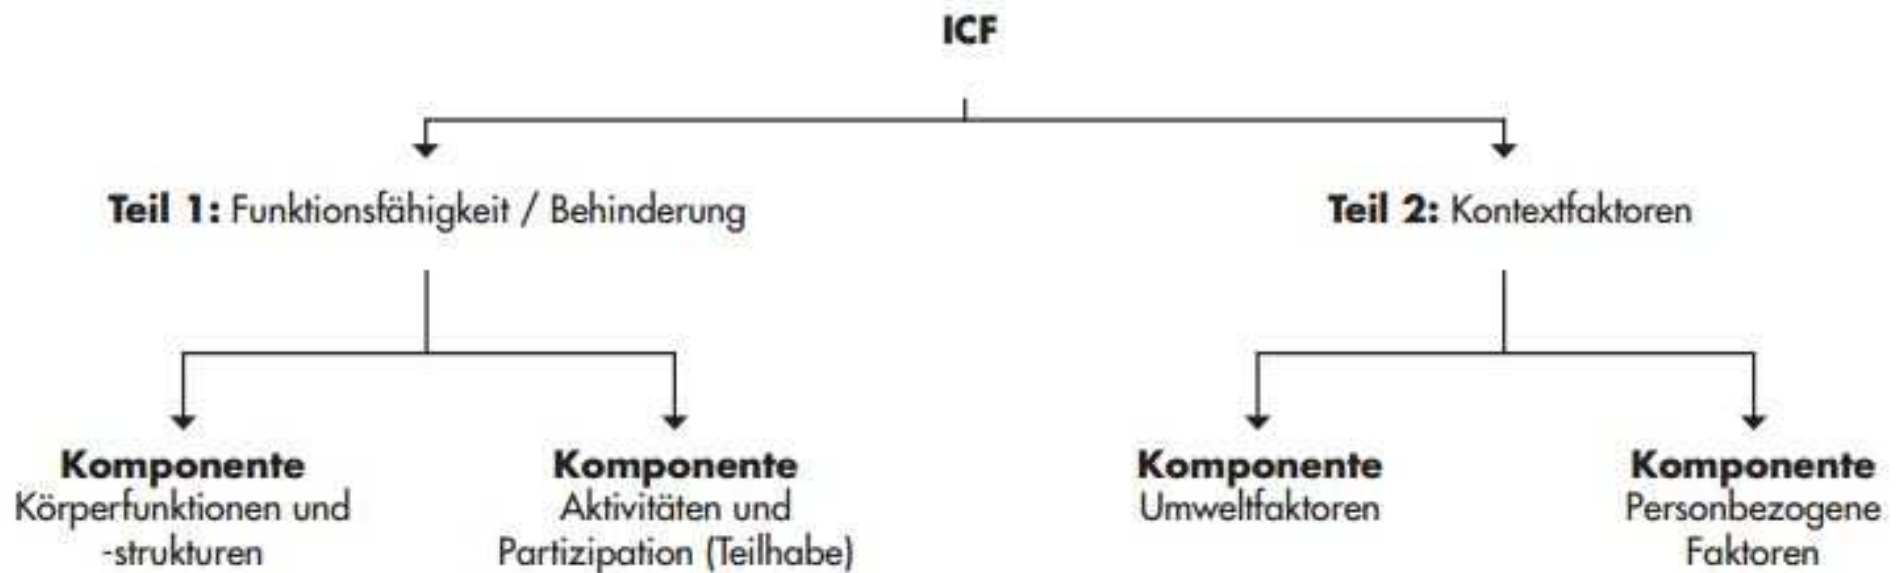 ICF
Teil 1: Funktionsfähigkeit / Behinderung
Teil 2: Kontextfaktoren
Komponente
Körperfunktionen und
-strukturen
Komponente
Aktivitäten und
Partizipation (Teilhabe)
Komponente
Umweltfaktoren
Komponente
Personbezogene
Faktoren